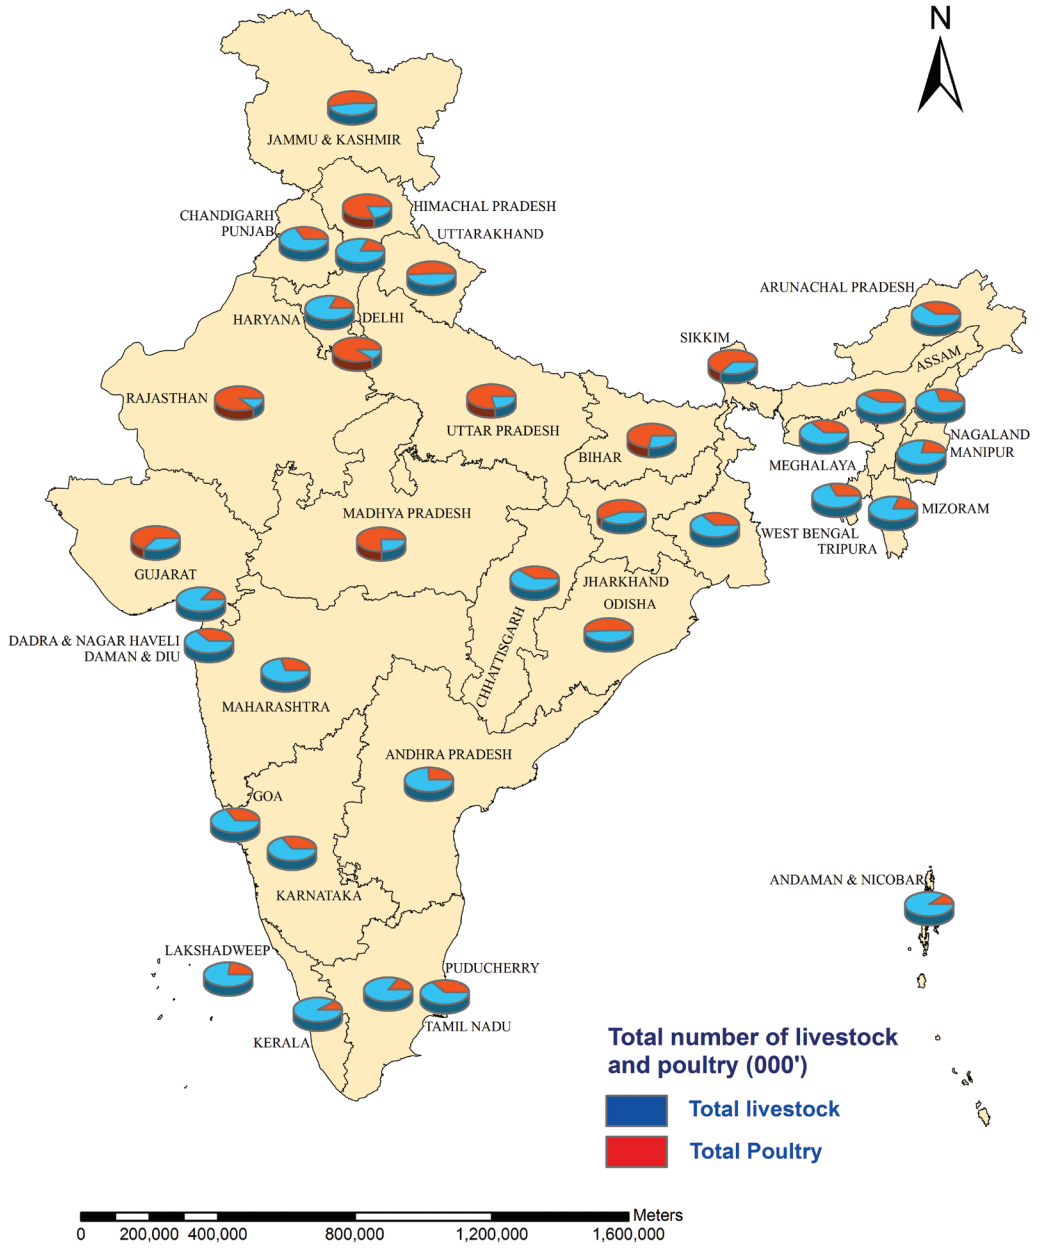 N
JAMMU & KASHMIR
HIMACHAL PRADESH
CHANDIGARH
PUNJAB
UTTARAKHAND
ARUNACHAL PRADESH
HARYANA
DELHI
SIKKIM
ASSAM
RAJASTHAN
UTTAR PRADESH
BIHAR
NAGALAND
MANIPUR
MEGHALAYA
MADHYA PRADESH
MIZORAM
WEST BENGAL
TRIPURA
GUJARAT
JHARKHAND
ODISHA
CHHATTISGARH
DADRA & NAGAR HAVELI
DAMAN & DIU
MAHARASHTRA
ANDHRA PRADESH
GOA
KARNATAKA
ANDAMAN & NICOBAR
LAKSHADWEEP
PUDUCHERRY
TAMIL NADU
KERALA
Total number of livestock
and poultry (000')
Total livestock
Total Poultry
Meters
0 200,000 400,000 800,000 1,200,000 1,600,000